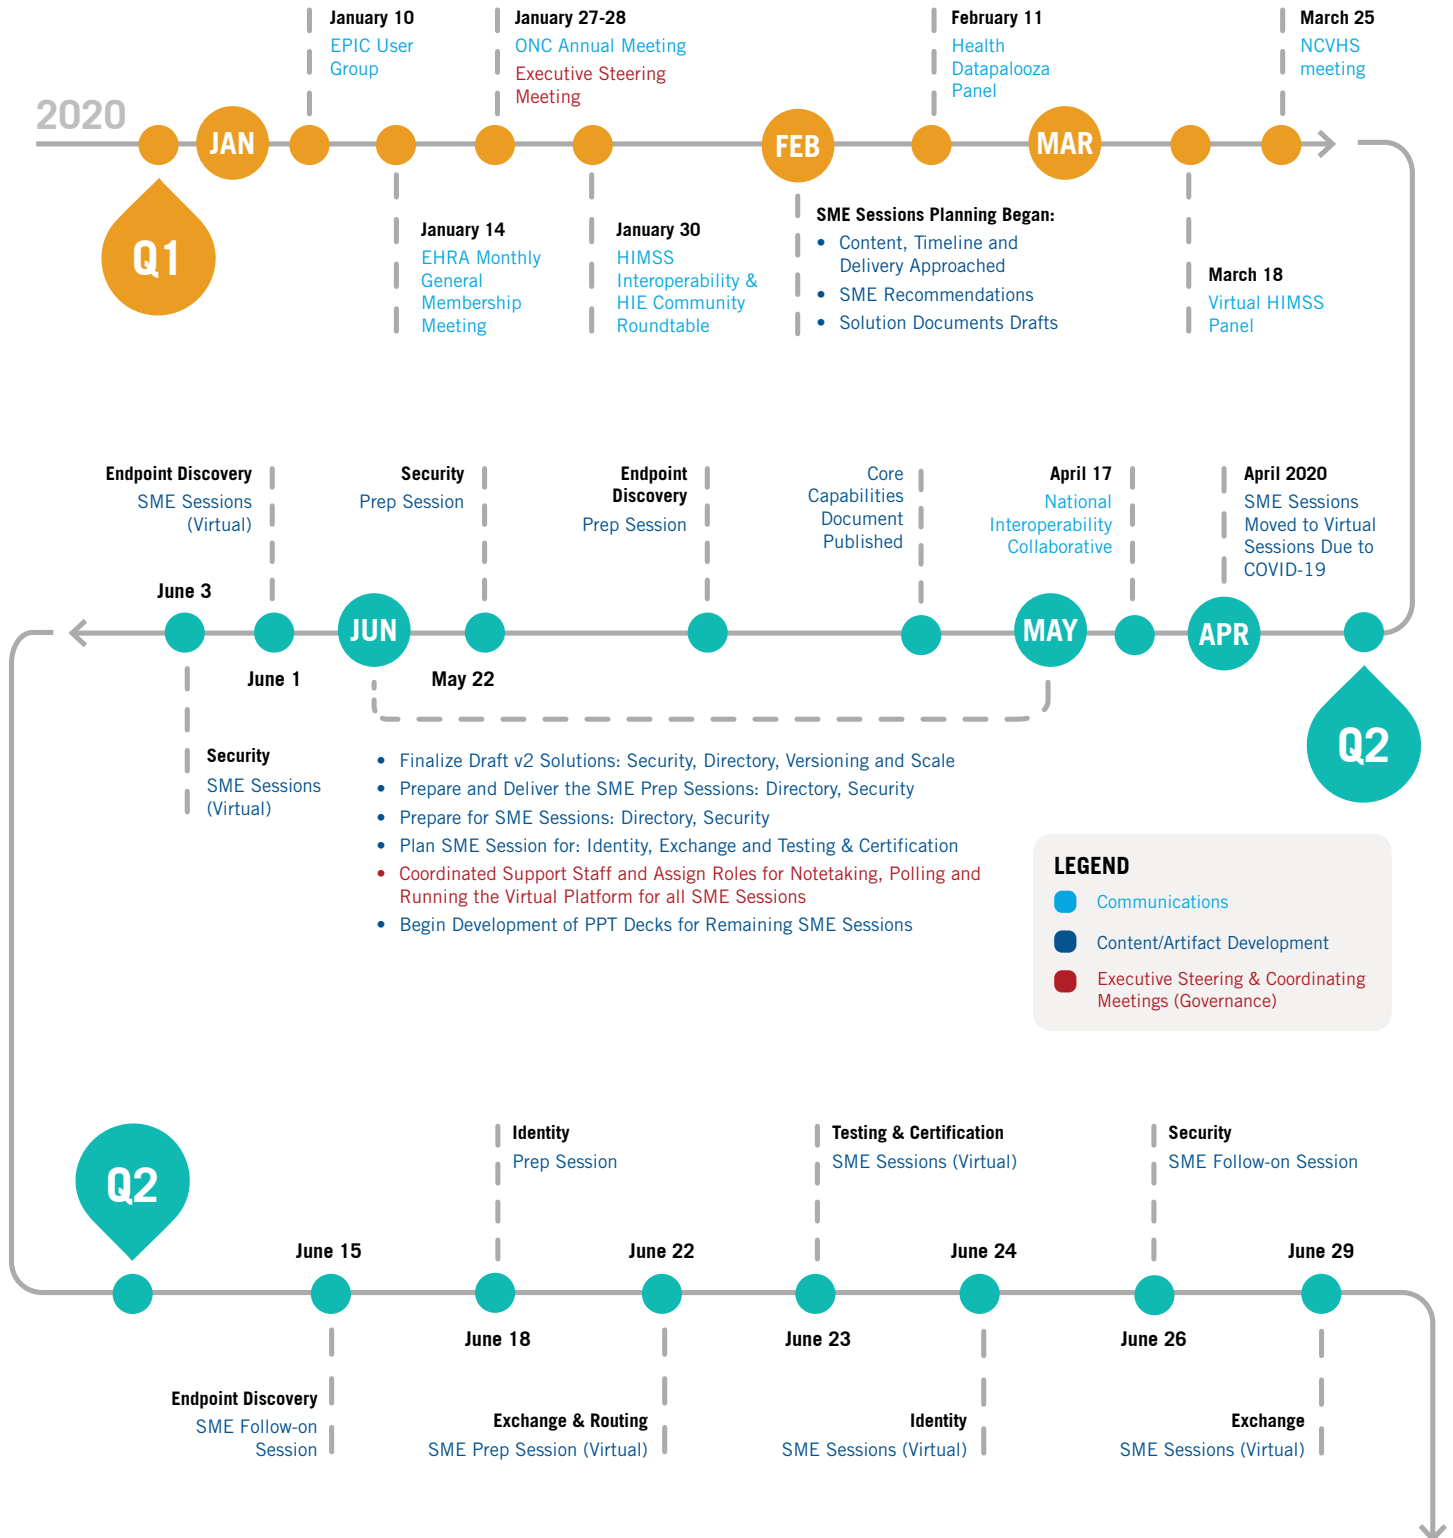 2020
Q1
JAN
January 10
EPIC User
Group
January 14
EHRA Monthly
General
Membership
Meeting
January 27-28
ONC Annual Meeting
Executive Steering
Meeting
January 30
HIMSS
Interoperability &
HIE Community
Roundtable
FEB
SME Sessions Planning Began:
• Content, Timeline and
Delivery Approached
• SME Recommendations
• Solution Documents Drafts
February 11
Health
Datapalooza
Panel
MAR
March 18
Virtual HIMSS
Panel
March 25
NCVHS
meeting
Q2
APR
April 2020
SME Sessions
Moved to Virtual
Sessions Due to
COVID-19
April 17
National
Interoperability
Collaborative
MAY
Core
Capabilities
Document
Published
Endpoint
Discovery
Prep Session
Security
Prep Session
May 22
JUN
• Finalize Draft v2 Solutions: Security, Directory, Versioning and Scale
• Prepare and Deliver the SME Prep Sessions: Directory, Security
• Prepare for SME Sessions: Directory, Security
• Plan SME Session for: Identity, Exchange and Testing & Certification
• Coordinated Support Staff and Assign Roles for Notetaking, Polling and
Running the Virtual Platform for all SME Sessions
• Begin Development of PPT Decks for Remaining SME Sessions
Endpoint Discovery
SME Sessions
(Virtual)
June 1
June 3
Security
SME Sessions
(Virtual)
LEGEND
Communications
Content/Artifact Development
Executive Steering & Coordinating
Meetings (Governance)
Q2
June 15
Endpoint Discovery
SME Follow-on
Session
Identity
Prep Session
June 18
June 22
Exchange & Routing
SME Prep Session (Virtual)
Testing & Certification
SME Sessions (Virtual)
June 23
June 24
Identity
SME Sessions (Virtual)
Security
SME Follow-on Session
June 26
June 29
Exchange
SME Sessions (Virtual)